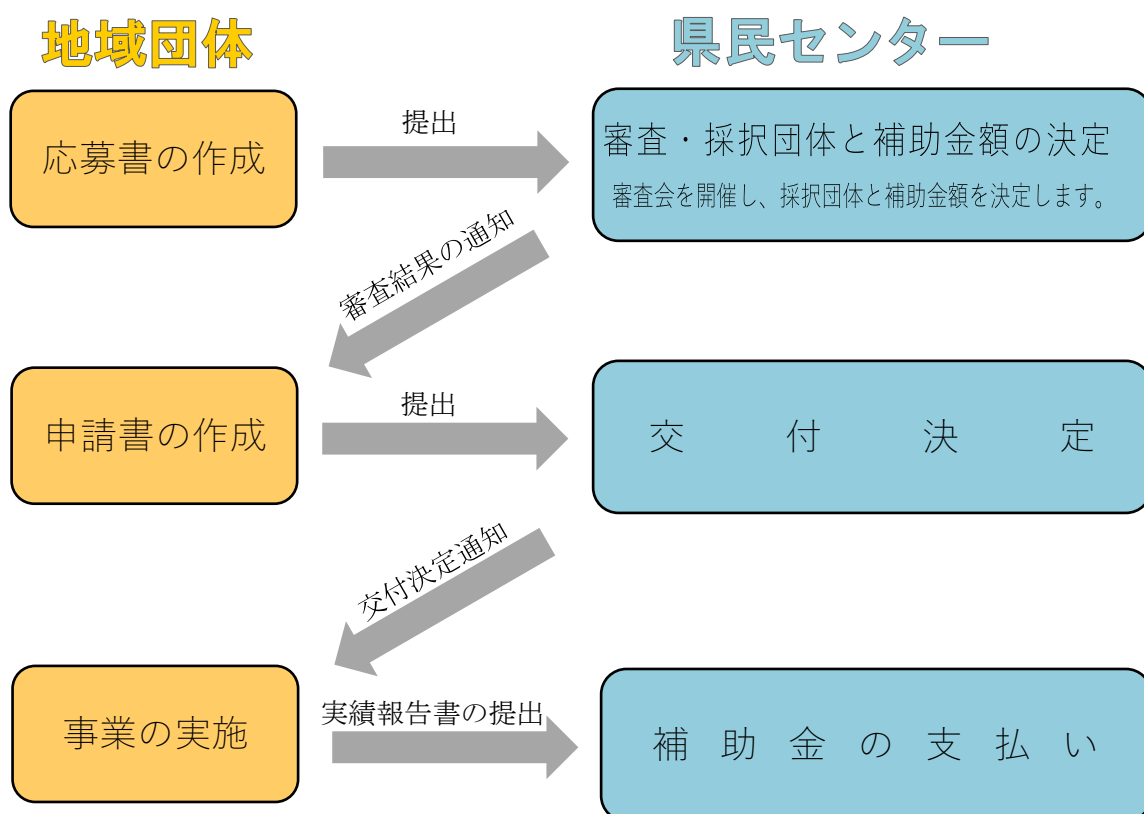 地域団体
県民センター
応募書の作成
提出
審査・採択団体と補助金額の決定
審査会を開催し、採択団体と補助金額を決定します。
審査結果の通知
申請書の作成
提出
交付決定
交付決定通知
事業の実施
実績報告書の提出
補助金の支払い